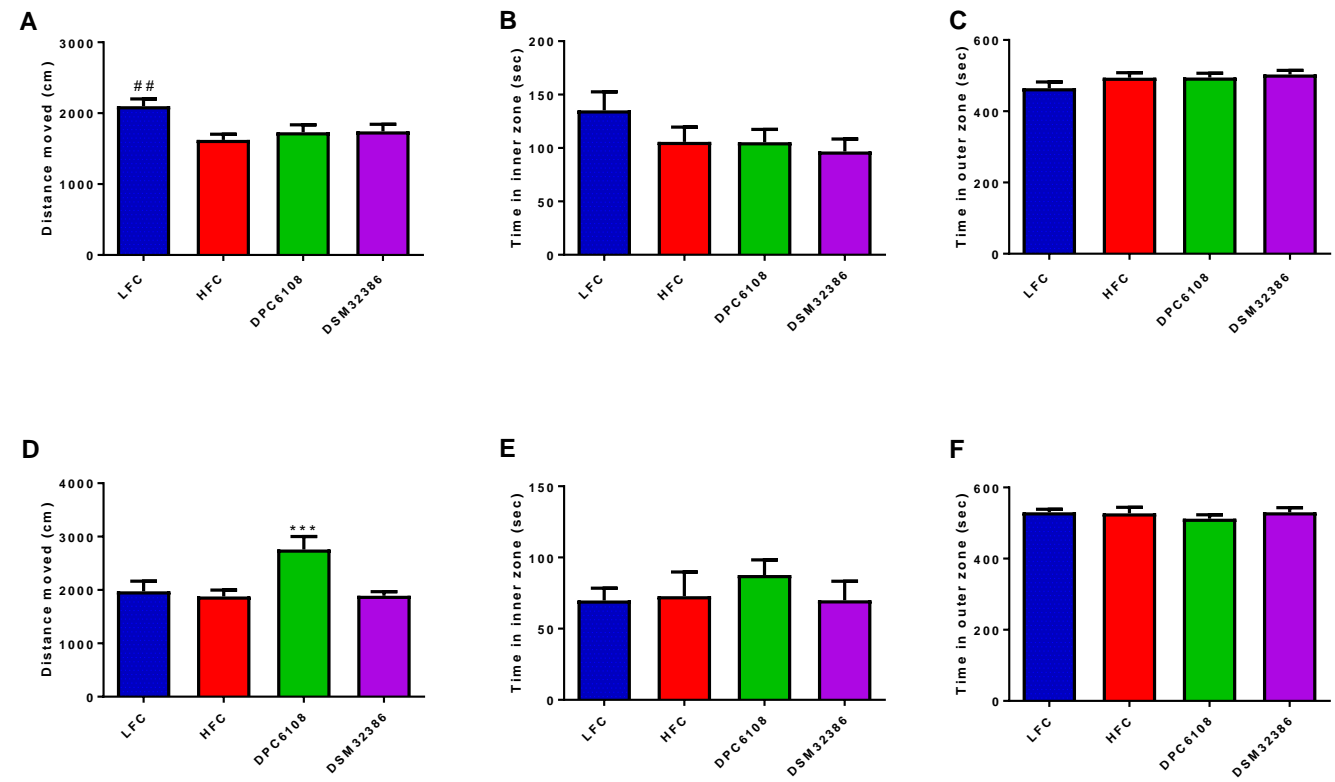 A
Distance moved (cm)
3000
2000
1000
0
##
LFC
HFC
DPC6108
DSM32386
B
Time in inner zone (sec)
200
150
100
50
0
LFC
HFC
DPC6108
DSM32386
C
Time in outer zone (sec)
600
400
200
0
LFC
HFC
DPC6108
DSM32386
D
Distance moved (cm)
4000
3000
2000
1000
0
***
LFC
HFC
DPC6108
DSM32386
E
Time in inner zone (sec)
150
100
50
0
LFC
HFC
DPC6108
DSM32386
F
Time in outer zone (sec)
600
400
200
0
LFC
HFC
DPC6108
DSM32386